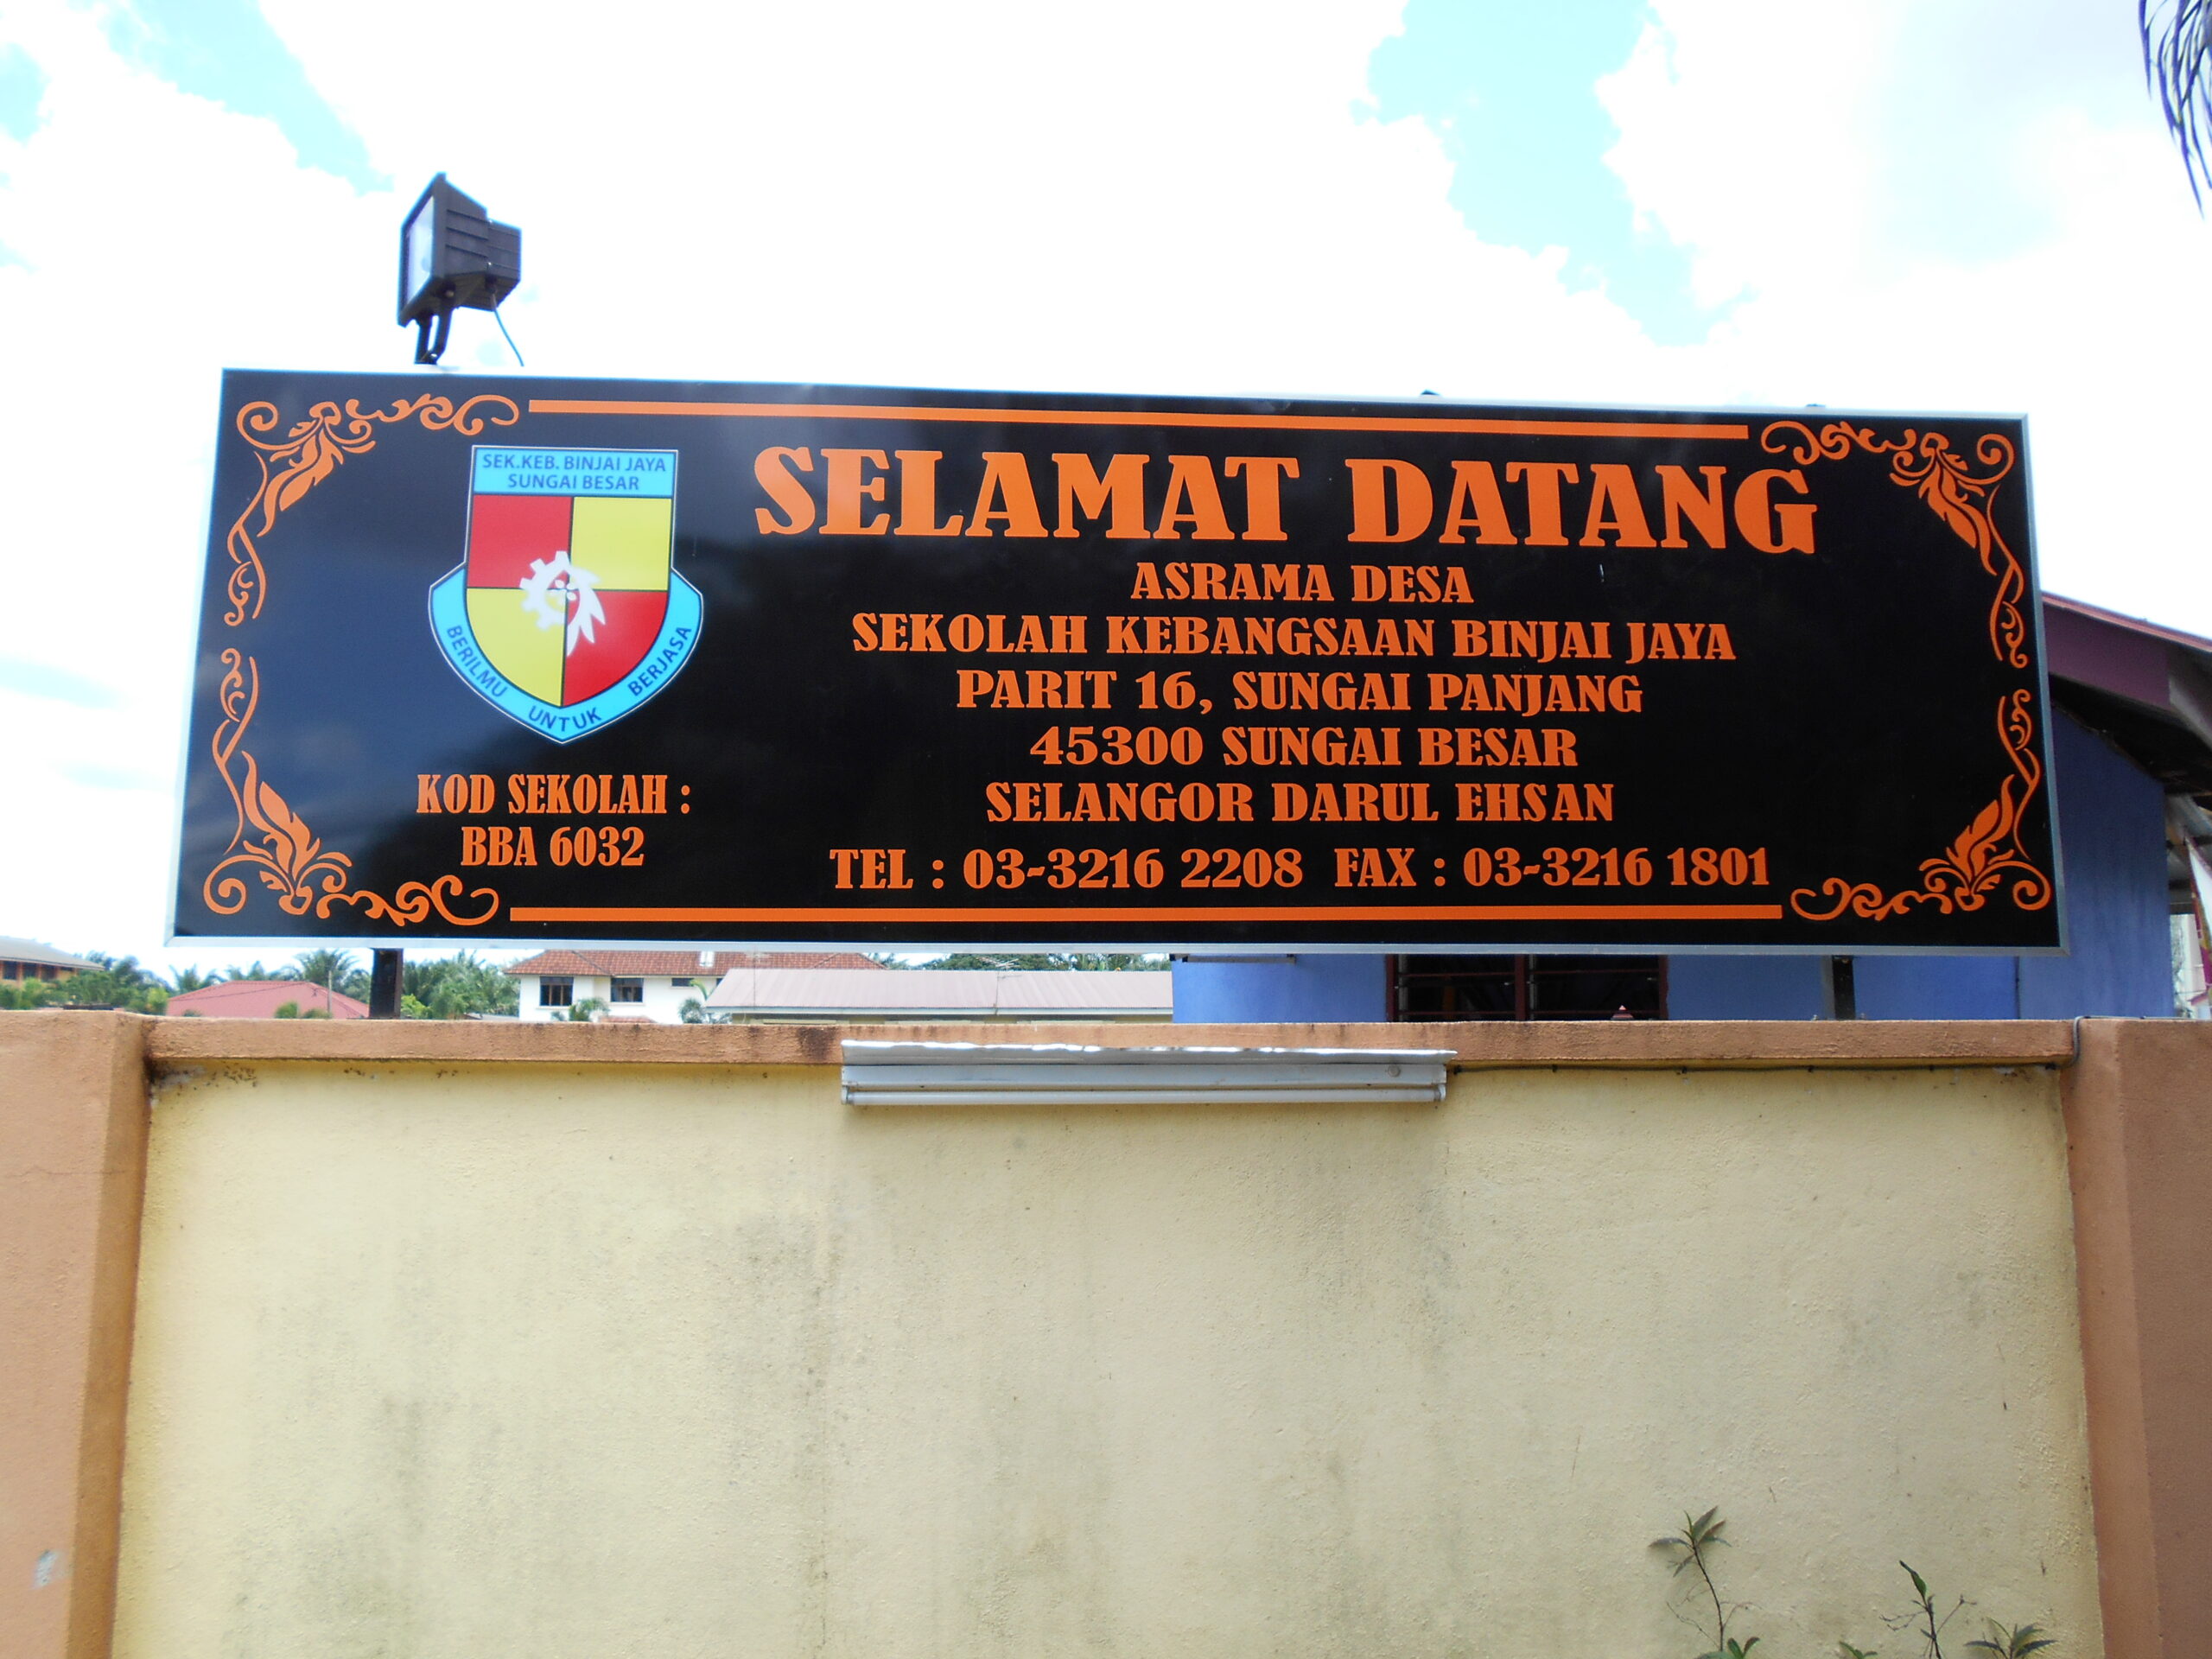 SEK.KEB. BINJAI JAYA
SUNGAI BESAR
BERILMU UNTUK BERJASA
KOD SEKOLAH :
BBA 6032
SELAMAT DATANG
ASRAMA DESA
SEKOLAH KEBANGSAAN BINJAI JAYA
PARIT 16, SUNGAI PANJANG
45300 SUNGAI BESAR
SELANGOR DARUL EHSAN
TEL : 03-3216 2208 FAX : 03-3216 1801